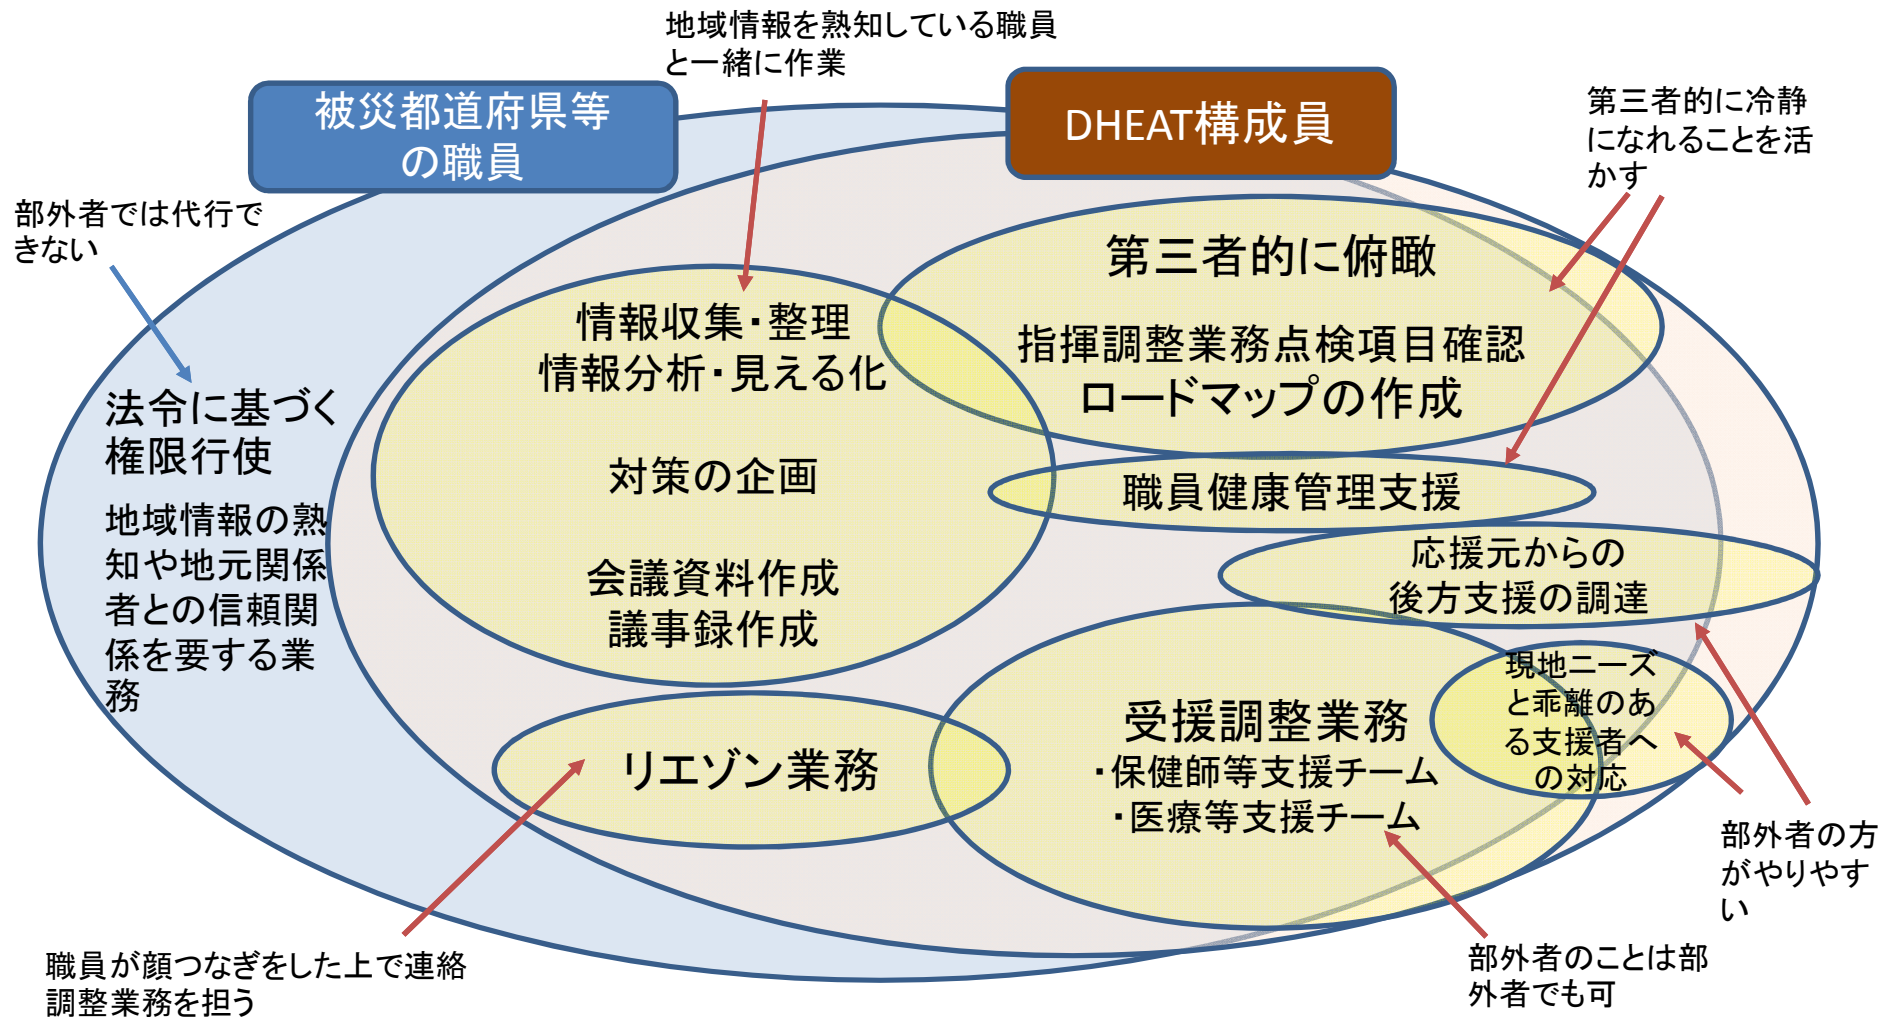 地域情報を熟知している職員
と一緒に作業
被災都道府県等
の職員
DHEAT構成員
第三者的に冷静
になれることを活
かす
部外者では代行で
きない
第三者的に俯瞰
指揮調整業務点検項目確認
ロードマップの作成
情報収集・整理
情報分析・見える化
対策の企画
会議資料作成
議事録作成
法令に基づく
権限行使
地域情報の熟
知や地元関係
者との信頼関
係を要する業
務
職員健康管理支援
応援元からの
後方支援の調達
現地ニーズ
と乖離のあ
る支援者へ
の対応
受援調整業務
・保健師等支援チーム
・医療等支援チーム
リエゾン業務
部外者の方
がやりやす
い
職員が顔つなぎをした上で連絡
調整業務を担う
部外者のことは部
外者でも可